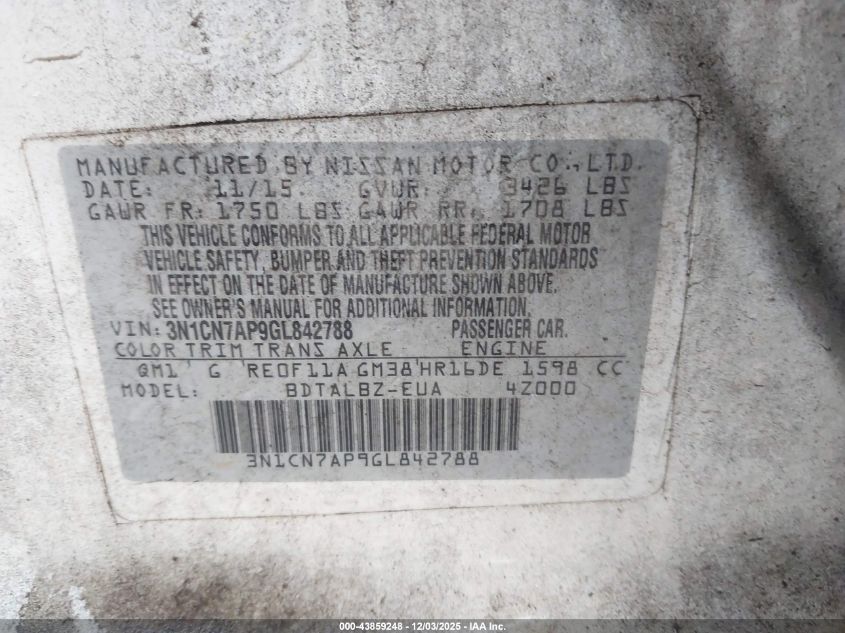 MANUFACTURED BY NISSAN MOTOR CO., LTD.
DATE: 11/15 GVWR: 3426 LBS
GAWR FR: 1750 LBS GAWR RR: 1708 LBS
THIS VEHICLE CONFORMS TO ALL APPLICABLE FEDERAL MOTOR
VEHICLE SAFETY, BUMPER AND THEFT PREVENTION STANDARDS
IN EFFECT ON THE DATE OF MANUFACTURE SHOWN ABOVE.
SEE OWNER'S MANUAL FOR ADDITIONAL INFORMATION
VIN: 3N1CN7AP9GL842788 PASSENGER CAR.
COLOR TRIM TRANS AXLE ENGINE
QM1 G RE0F11A GM38 HR16DE 1598 CC
MODEL: BDTALBZ-EUA 4Z000
3N1CN7AP9GL842788
000-43859248 - 12/03/2025 - IAA Inc.